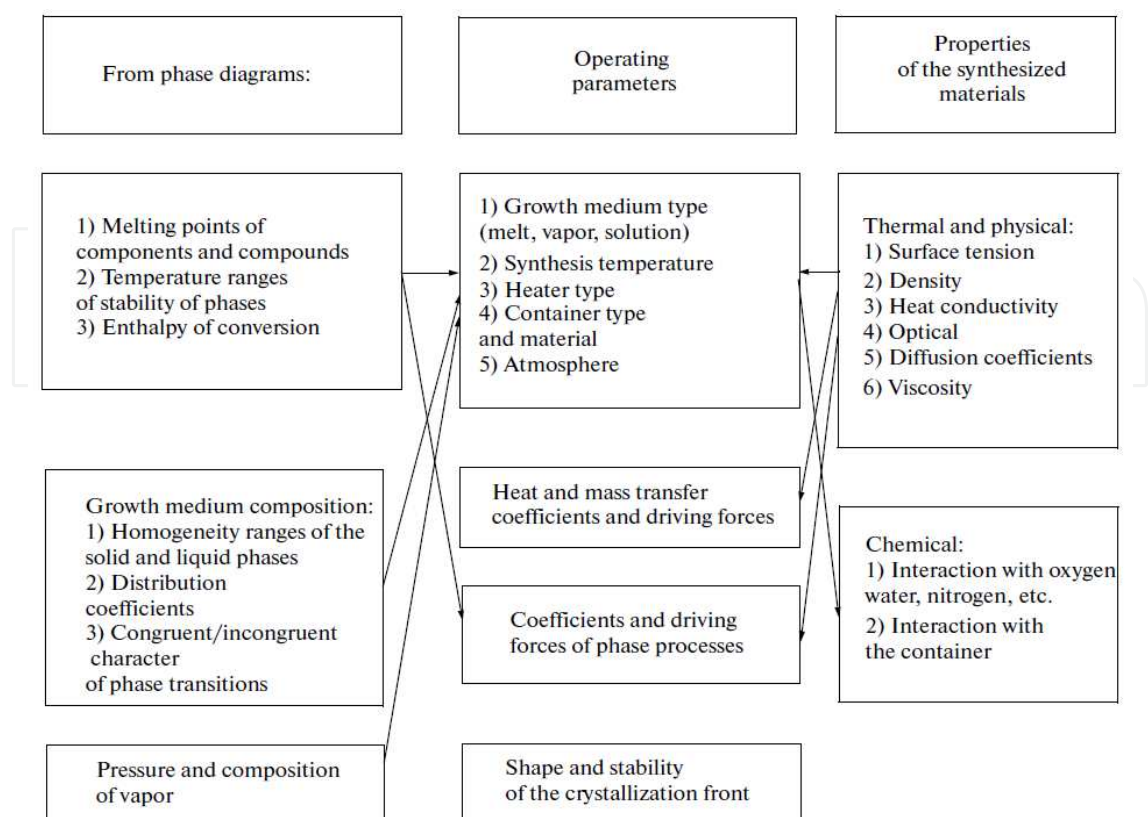 From phase diagrams:
Operating
parameters
Properties
of the synthesized
materials
1) Melting points of
components and compounds
2) Temperature ranges
of stability of phases
3) Enthalpy of conversion
1) Growth medium type
(melt, vapor, solution)
2) Synthesis temperature
3) Heater type
4) Container type
and material
5) Atmosphere
Thermal and physical:
1) Surface tension
2) Density
3) Heat conductivity
4) Optical
5) Diffusion coefficients
6) Viscosity
Growth medium composition:
1) Homogeneity ranges of the
solid and liquid phases
2) Distribution
coefficients
3) Congruent/incongruent
character
of phase transitions
Heat and mass transfer
coefficients and driving forces
Coefficients and driving
forces of phase processes
Chemical:
1) Interaction with oxygen
water, nitrogen, etc.
2) Interaction with
the container
Pressure and composition
of vapor
Shape and stability
of the crystallization front